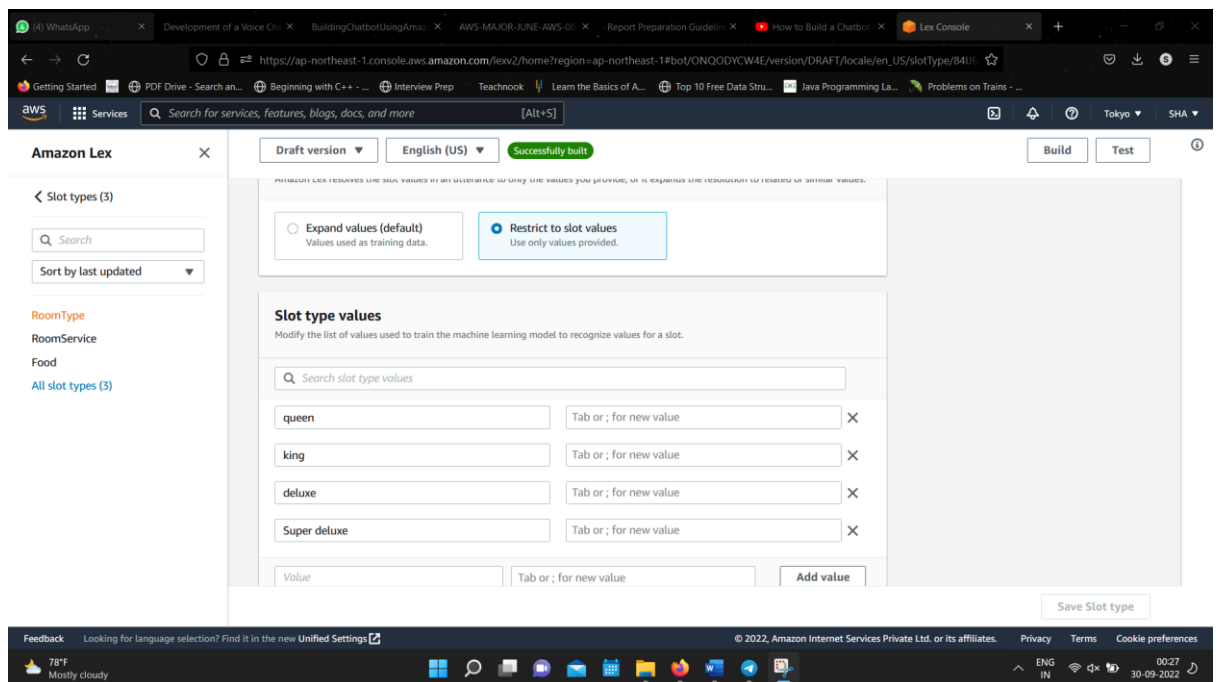 (4) WhatsApp Development of a Voice Ch BuildingChatbotUsingAmaz AWS-MAJOR-JUNE-AWS-06 Report Preparation Guideline How to Build a Chatbot Lex Console
https://ap-northeast-1.console.aws.amazon.com/lexv2/home?region=ap-northeast-1#bot/ONQODYCW4E/version/DRAFT/locale/en_US/slotType/84U
Getting Started PDF Drive - Search an... Beginning with C++ - ... Interview Prep Teachnook Learn the Basics of A... Top 10 Free Data Stru... Java Programming La... Problems on Trains - ...
aws Services Search for services, features, blogs, docs, and more [Alt+S] Tokyo ▼ SHA ▼
Amazon Lex
Draft version ▼ English (US) ▼ Successfully built Build Test
Amazon Lex resolves the slot values in an utterance to only the values you provide, or it expands the resolution to related or similar values.
Slot types (3)
Expand values (default)
Values used as training data.
Restrict to slot values
Use only values provided.
Search
Sort by last updated ▼
RoomType
RoomService
Food
All slot types (3)
Slot type values
Modify the list of values used to train the machine learning model to recognize values for a slot.
Search slot type values
queen Tab or ; for new value
king Tab or ; for new value
deluxe Tab or ; for new value
Super deluxe Tab or ; for new value
Value Tab or ; for new value Add value
Save Slot type
Feedback Looking for language selection? Find it in the new Unified Settings © 2022, Amazon Internet Services Private Ltd. or its affiliates. Privacy Terms Cookie preferences
78°F
Mostly cloudy
ENG
IN
00:27
30-09-2022